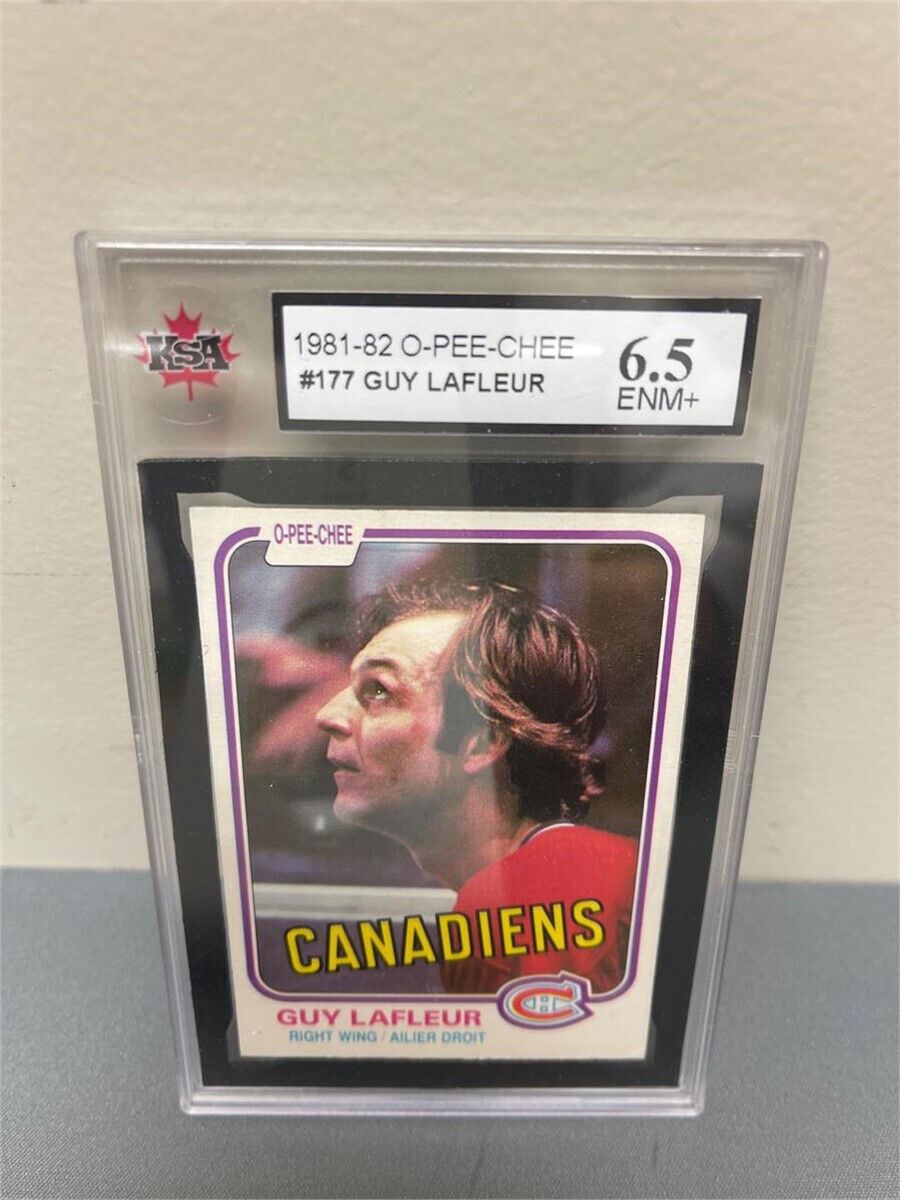 KSA
1981-82 O-PEE-CHEE
#177 GUY LAFLEUR
6.5
ENM+
O-PEE-CHEE
CANADIENS
GUY LAFLEUR
RIGHT WING / AILIER DROIT
CH